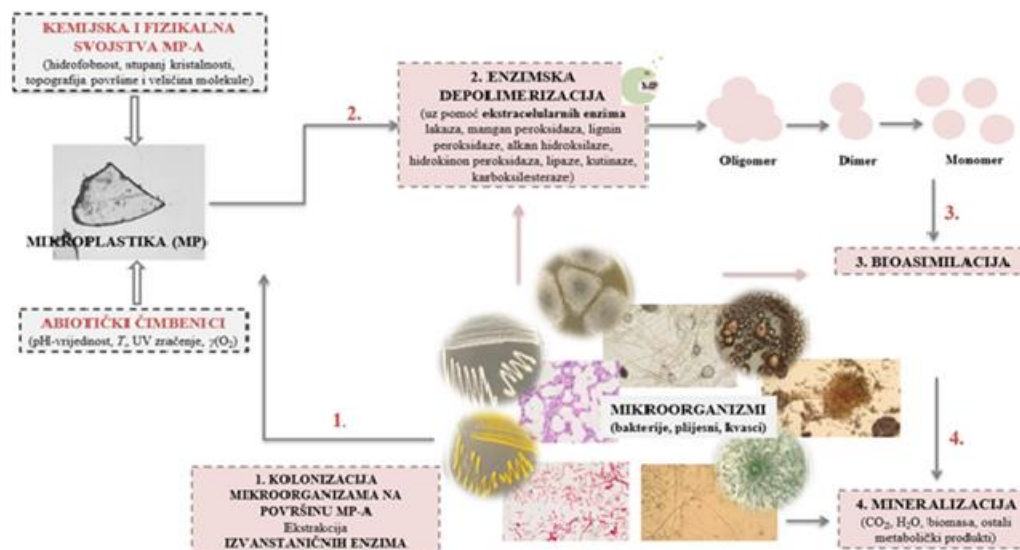 KEMIJSKA I FIZIKALNA
SVOJSTVA MP-A
(hidrofobnost, stupanj kristalnosti,
topografija površine i veličina molekule)
MIKROPLASTIKA (MP)
ABIOTIČKI ČIMBENICI
(pH-vrijednost, T, UV zračenje, γ(O₂)
2.
2. ENZIMSKA
DEPOLIMERIZACIJA
(uz pomoć ekstracelularnih enzima
lakaza, mangan peroksidaza, lignin
peroksidaze, alkan hidroksilaze,
hidrokinon peroksidaza, lipaze, kutinaze,
karboksilesteraze)
MP
Oligomer
Dimer
Monomer
3.
3. BIOASIMILACIJA
MIKROORGANIZMI
(bakterije, plijesni, kvasci)
1.
1. KOLONIZACIJA
MIKROORGANIZAMA NA
POVRŠINU MP-A
Ekstrakcija
IZVANSTANIČNIH ENZIMA
4.
4. MINERALIZACIJA
(CO₂, H₂O, biomasa, ostali
metabolički produkti)